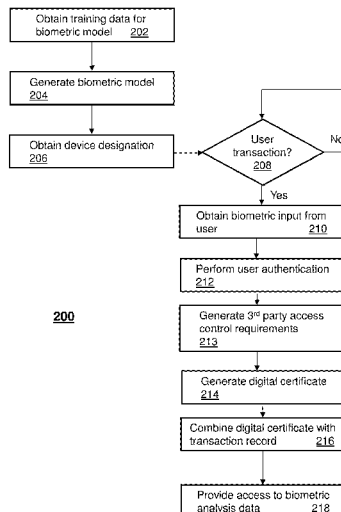 Obtain training data for
biometric model 202
Generate biometric model
204
Obtain device designation
206
User
transaction?
208
No
Yes
Obtain biometric input from
user 210
Perform user authentication
212
200
Generate 3rd party access
control requirements
213
Generate digital certificate
214
Combine digital certificate with
transaction record 216
Provide access to biometric
analysis data 218